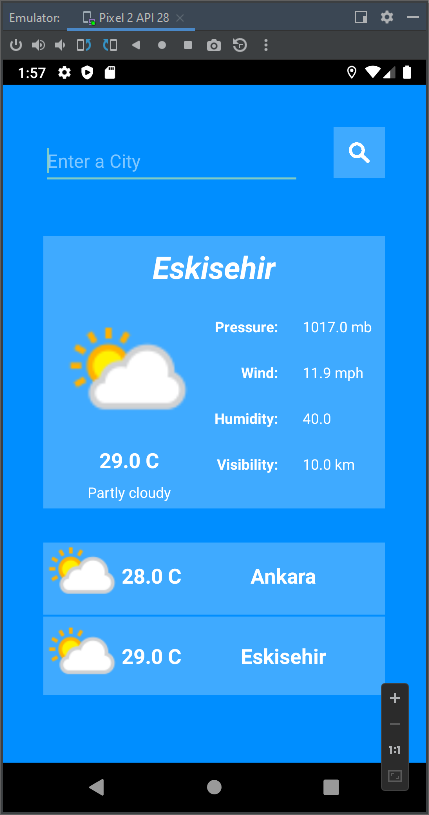 Emulator: Pixel 2 API 28
1:57
Enter a City
Eskisehir
Pressure: 1017.0 mb
Wind: 11.9 mph
Humidity: 40.0
Visibility: 10.0 km
29.0 C
Partly cloudy
28.0 C Ankara
29.0 C Eskisehir
1:1